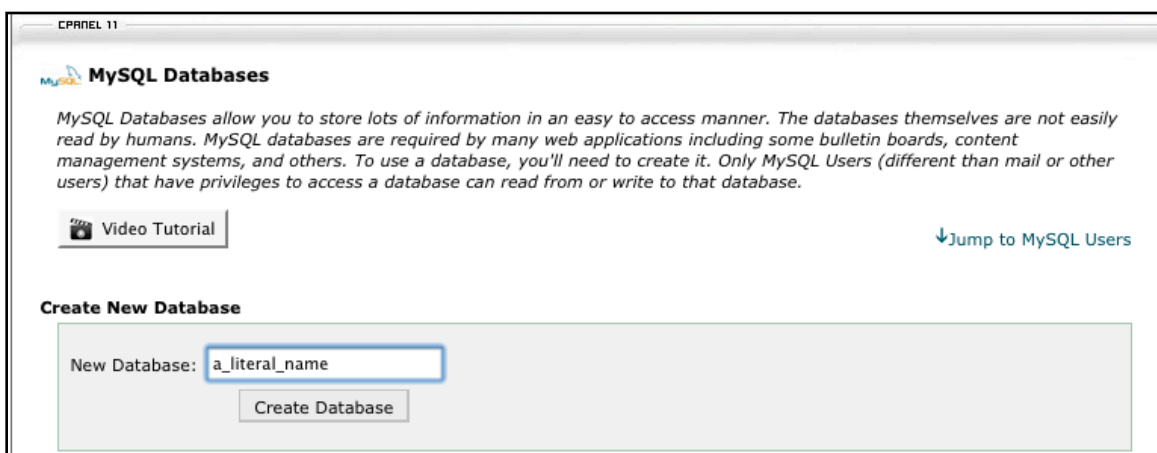 CPANEL 11
MySQL MySQL Databases
MySQL Databases allow you to store lots of information in an easy to access manner. The databases themselves are not easily
read by humans. MySQL databases are required by many web applications including some bulletin boards, content
management systems, and others. To use a database, you'll need to create it. Only MySQL Users (different than mail or other
users) that have privileges to access a database can read from or write to that database.
Video Tutorial
↓Jump to MySQL Users
Create New Database
New Database: a_literal_name
Create Database